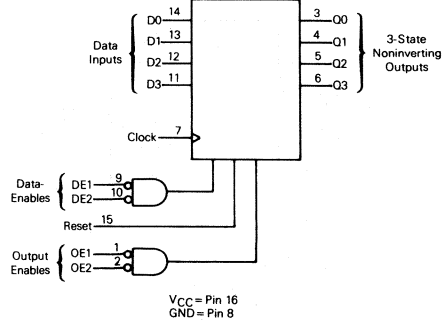 Data
Inputs
D0 14
D1 13
D2 12
D3 11
3 Q0
4 Q1
5 Q2
6 Q3
3-State
Noninverting
Outputs
Clock 7
Data-
Enables
DE1 9
DE2 10
Reset 15
Output
Enables
OE1 1
OE2 2
VCC = Pin 16
GND = Pin 8